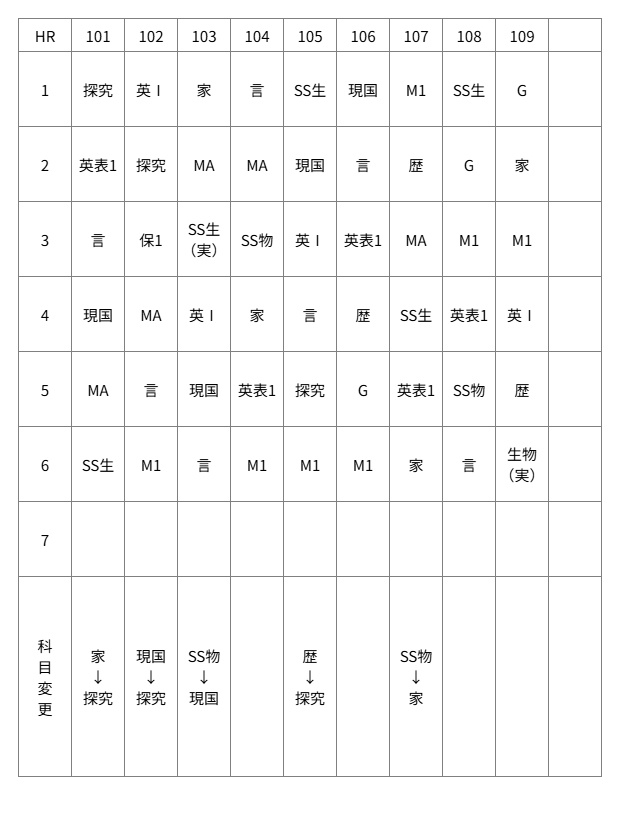 HR 101 102 103 104 105 106 107 108 109
1 探究 英Ⅰ 家 言 SS生 現国 M1 SS生 G
2 英表1 探究 MA MA 現国 言 歴 G 家
3 言 保1 SS生（実） SS物 英Ⅰ 英表1 MA M1 M1
4 現国 MA 英Ⅰ 家 言 歴 SS生 英表1 英Ⅰ
5 MA 言 現国 英表1 探究 G 英表1 SS物 歴
6 SS生 M1 言 M1 M1 M1 家 言 生物（実）
7
科目変更 家↓探究 現国↓探究 SS物↓現国 歴↓探究 SS物↓家